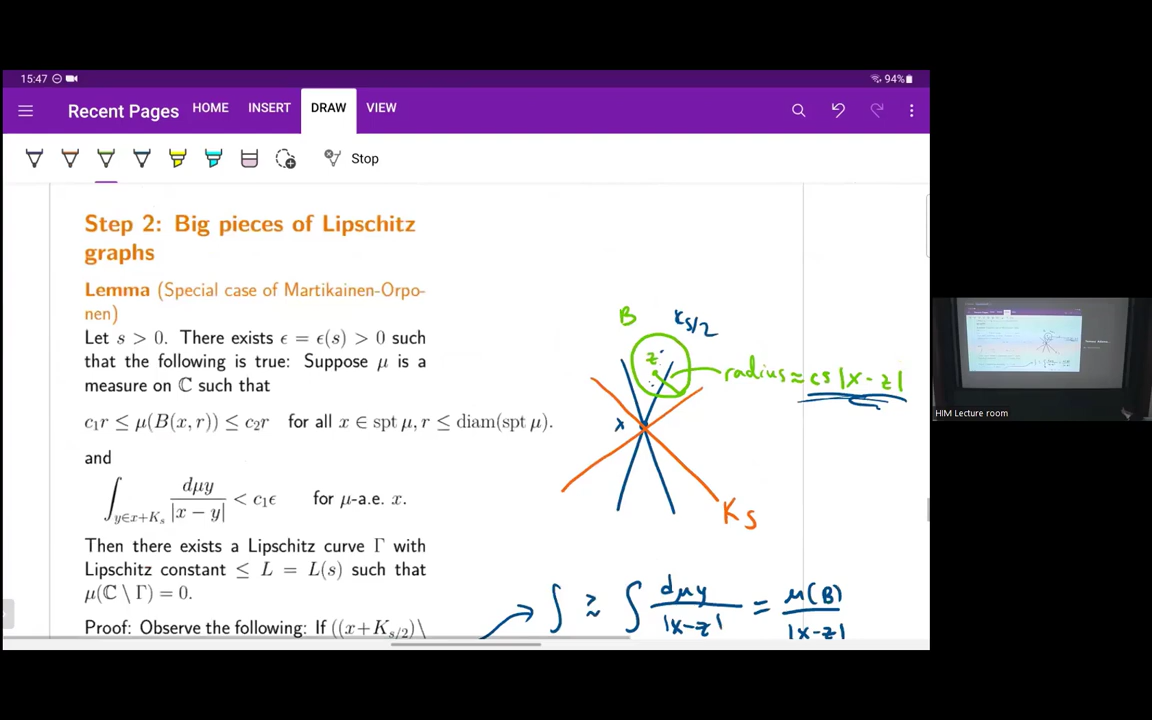 15:47
94%
Recent Pages HOME INSERT DRAW VIEW
Stop
Step 2: Big pieces of Lipschitz
graphs
Lemma (Special case of Martikainen-Orpo-
nen)
Let s > 0. There exists ϵ = ϵ(s) > 0 such
that the following is true: Suppose μ is a
measure on ℂ such that
c₁r ≤ μ(B(x, r)) ≤ c₂r for all x ∈ spt μ, r ≤ diam(spt μ).
and
∫_{y∈x+K_s} dμy / |x − y| < c₁ϵ for μ-a.e. x.
Then there exists a Lipschitz curve Γ with
Lipschitz constant ≤ L = L(s) such that
μ(ℂ \ Γ) = 0.
Proof: Observe the following: If ((x+K_{s/2})\
B
K_{s/2}
z
radius ≈ cs|x-z|
x
K_s
∫ ≳ ∫ dμy / |x-z| = μ(B) / |x-z|
HIM Lecture room